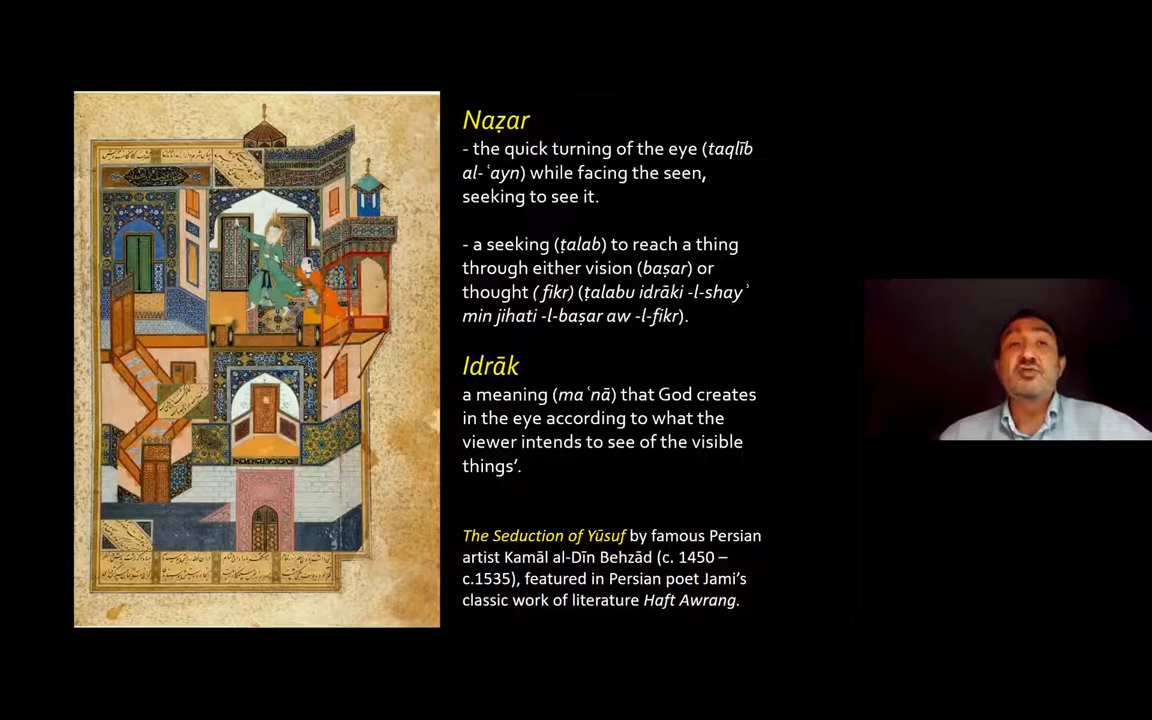 Naẓar
- the quick turning of the eye (taqlīb
al-ʿayn) while facing the seen,
seeking to see it.
- a seeking (ṭalab) to reach a thing
through either vision (baṣar) or
thought ( fikr) (ṭalabu idrāki -l-shayʾ
min jihati -l-baṣar aw -l-fikr).
Idrāk
a meaning (maʿnā) that God creates
in the eye according to what the
viewer intends to see of the visible
things’.
The Seduction of Yūsuf by famous Persian
artist Kamāl al-Dīn Behzād (c. 1450 –
c.1535), featured in Persian poet Jami’s
classic work of literature Haft Awrang.